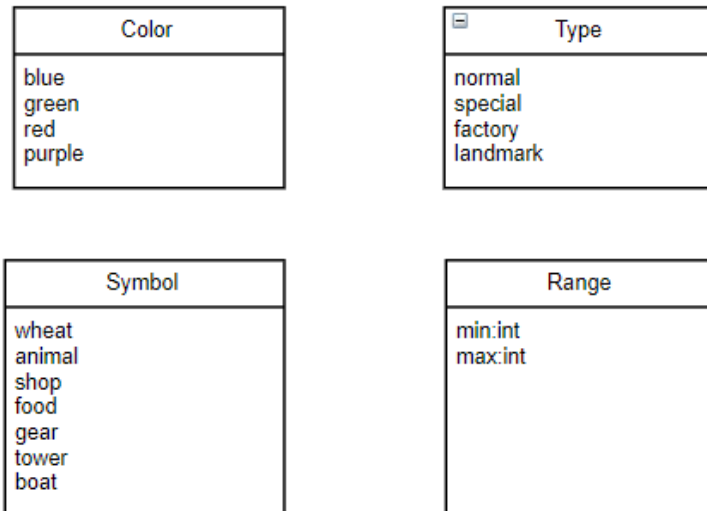 Color
blue
green
red
purple
Type
normal
special
factory
landmark
Symbol
wheat
animal
shop
food
gear
tower
boat
Range
min:int
max:int